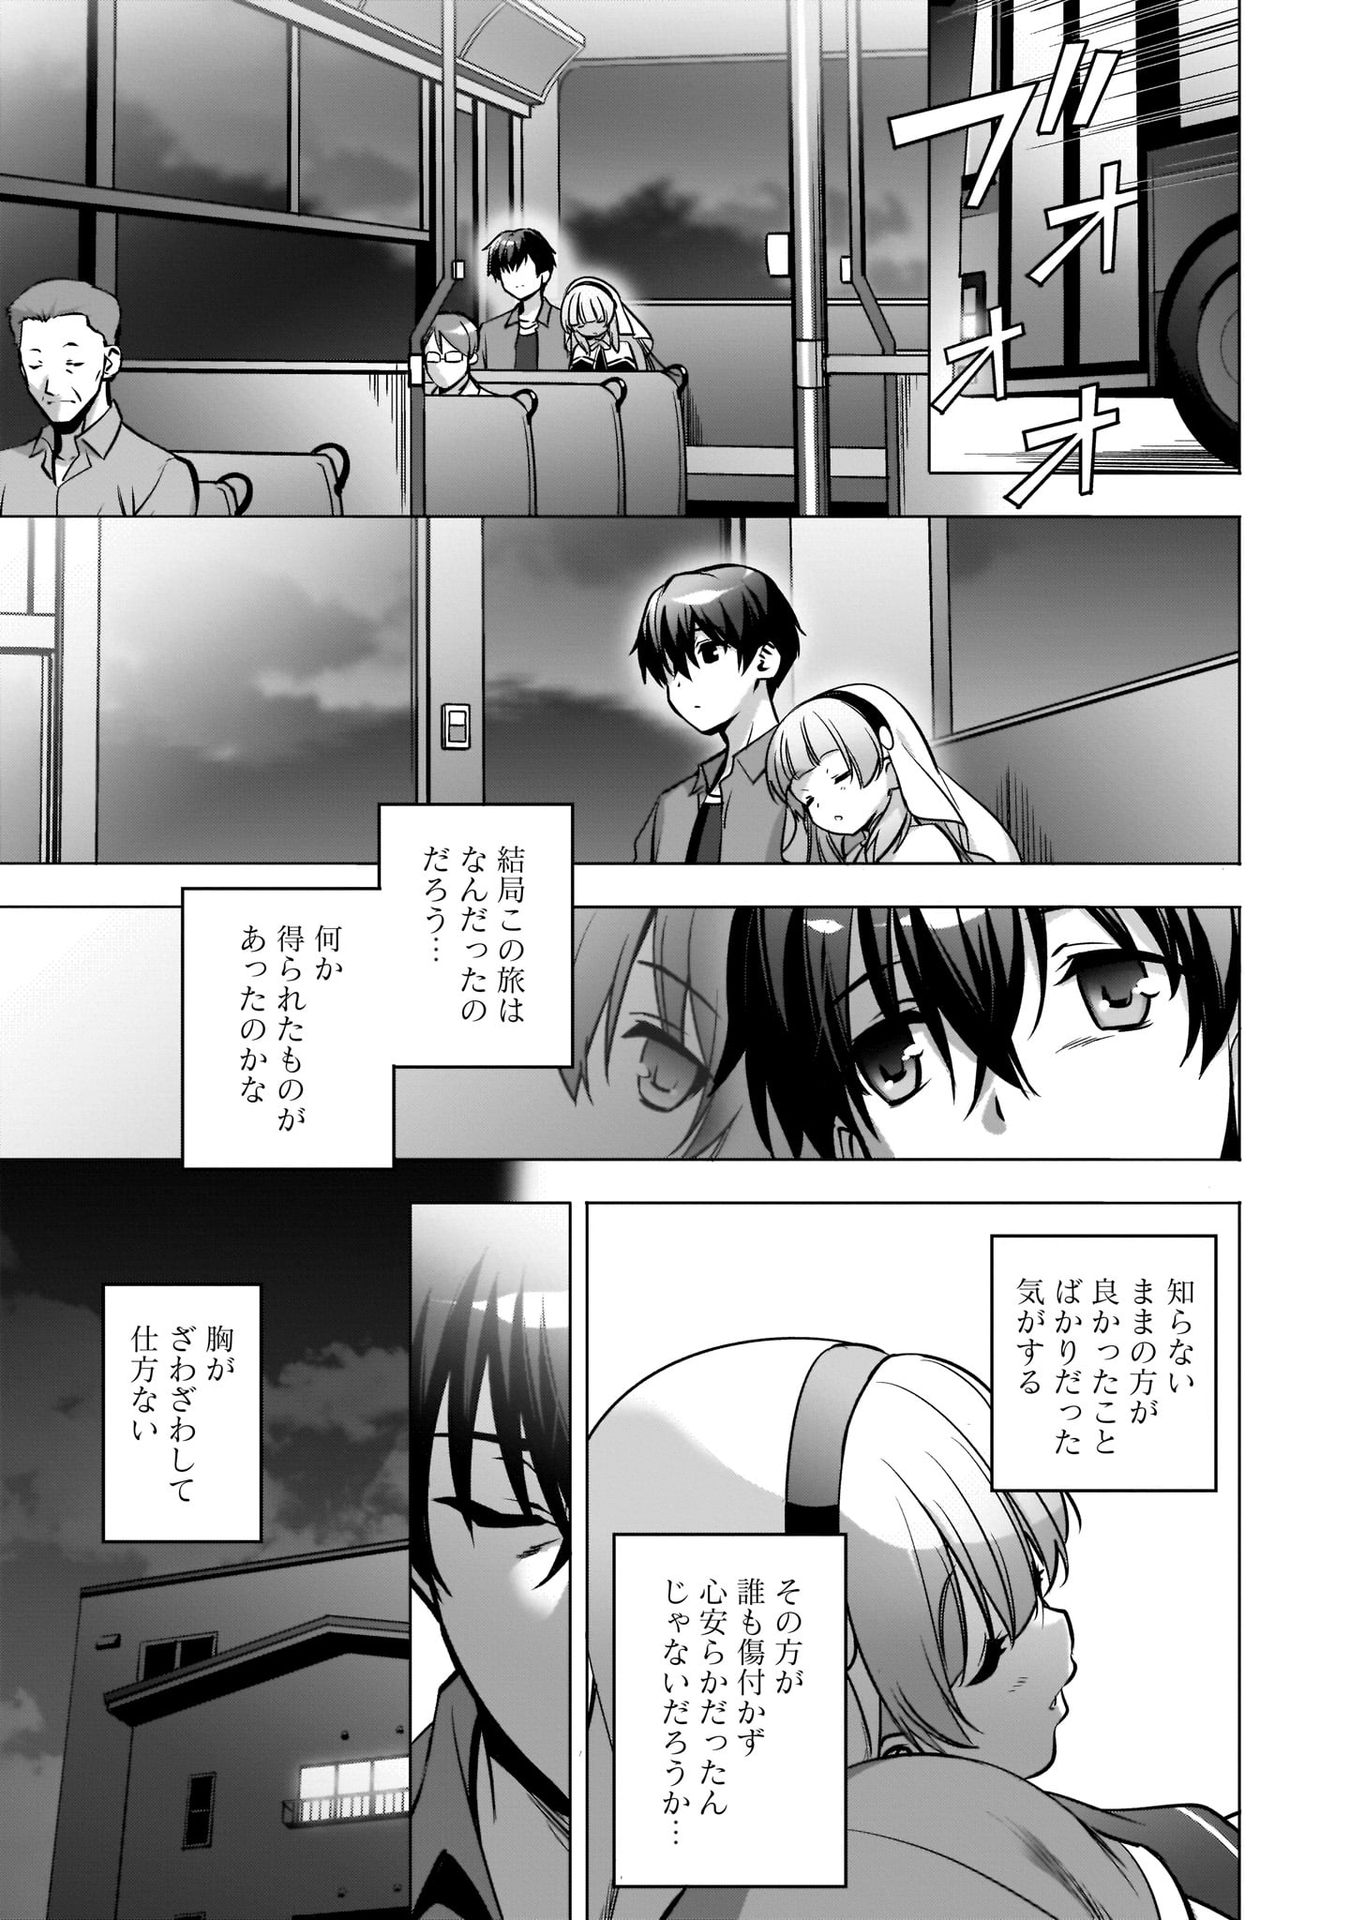 ブオオオオ
結局この旅は
なんだったの
だろう…
何か
得られたものが
あったのかな
知らない
ままの方が
良かったこと
ばかりだった
気がする
その方が
誰も傷付かず
心安らかだったん
じゃないだろうか…
胸が
ざわざわして
仕方ない